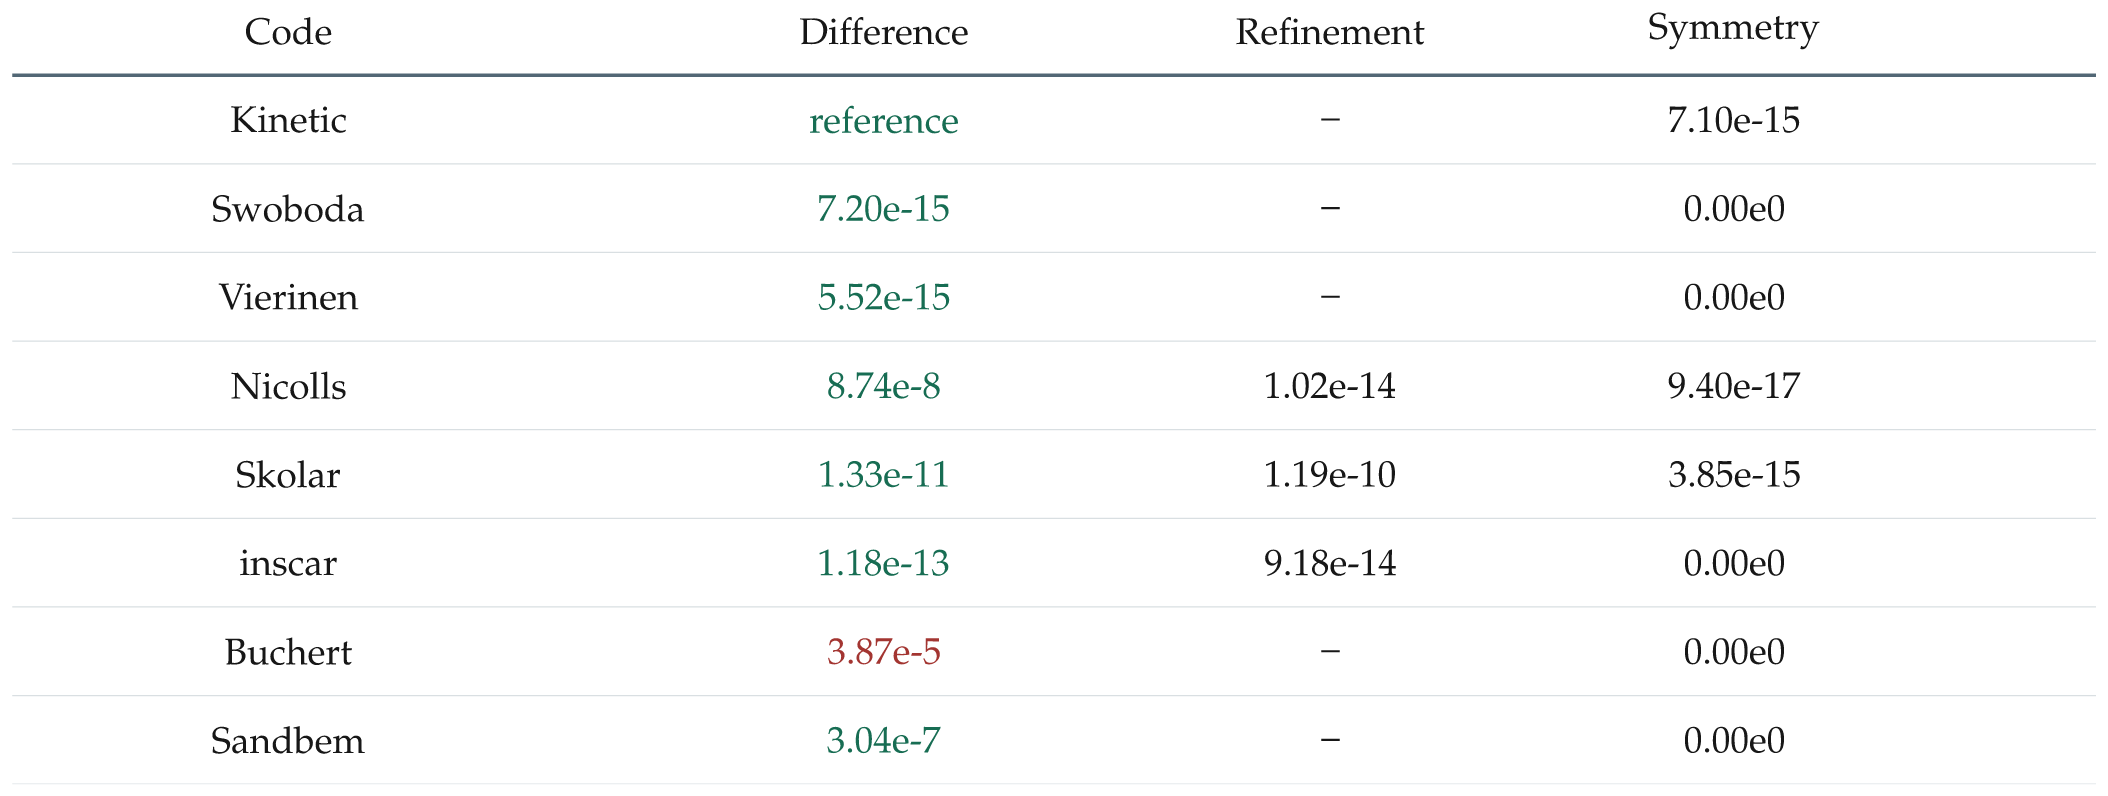 Code Difference Refinement Symmetry
Kinetic reference – 7.10e-15
Swoboda 7.20e-15 – 0.00e0
Vierinen 5.52e-15 – 0.00e0
Nicolls 8.74e-8 1.02e-14 9.40e-17
Skolar 1.33e-11 1.19e-10 3.85e-15
inscar 1.18e-13 9.18e-14 0.00e0
Buchert 3.87e-5 – 0.00e0
Sandbem 3.04e-7 – 0.00e0